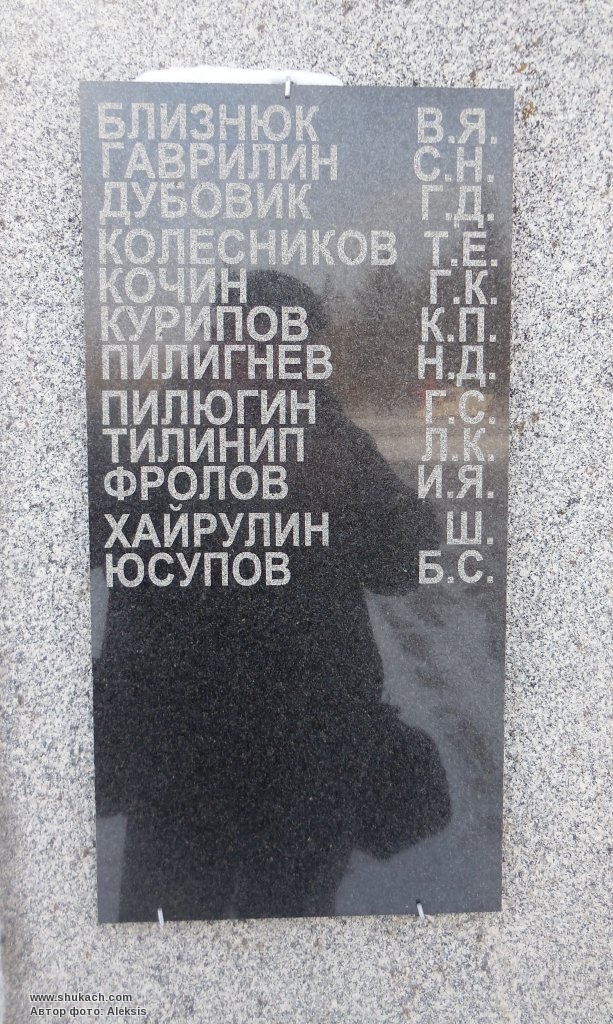 БЛИЗНЮК В.Я.
ГАВРИЛИН С.Н.
ДУБОВИК Г.Д.
КОЛЕСНИКОВ Т.Е.
КОЧИН Г.К.
КУРИПОВ К.П.
ПИЛИГНЕВ Н.Д.
ПИЛЮГИН Г.С.
ТИЛИНИП Л.К.
ФРОЛОВ И.Я.
ХАЙРУЛИН Ш.
ЮСУПОВ Б.С.
www.shukach.com
Автор фото: Aleksis